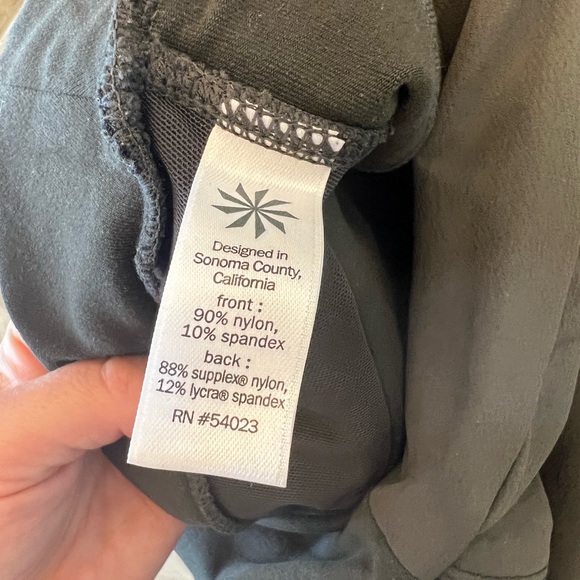 Designed in
Sonoma County,
California
front :
90% nylon,
10% spandex
back :
88% supplex® nylon,
12% lycra® spandex
RN #54023